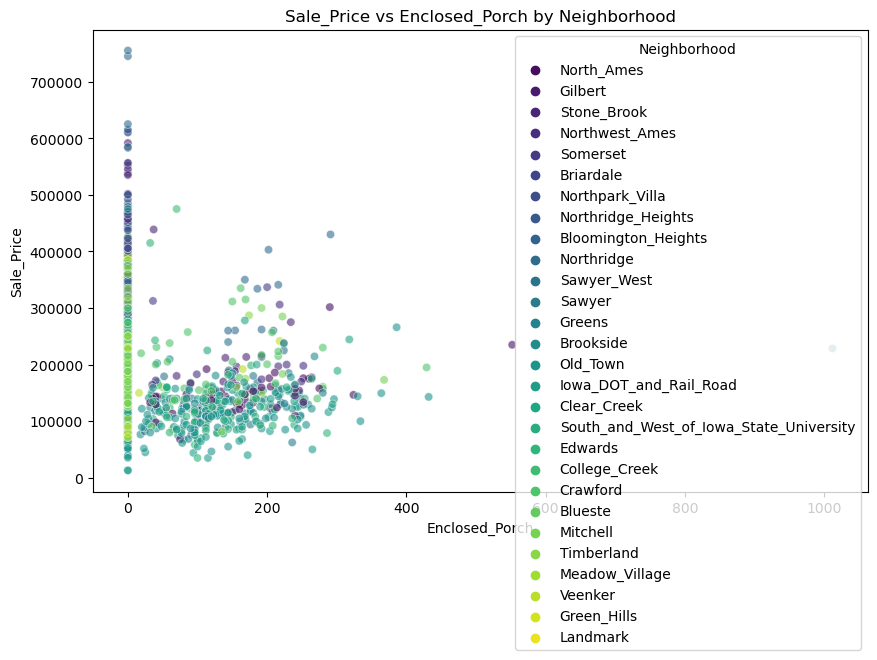 Sale_Price vs Enclosed_Porch by Neighborhood
Sale_Price
700000
600000
500000
400000
300000
200000
100000
0
0
200
400
600
800
1000
Enclosed_Porch
Neighborhood
North_Ames
Gilbert
Stone_Brook
Northwest_Ames
Somerset
Briardale
Northpark_Villa
Northridge_Heights
Bloomington_Heights
Northridge
Sawyer_West
Sawyer
Greens
Brookside
Old_Town
Iowa_DOT_and_Rail_Road
Clear_Creek
South_and_West_of_Iowa_State_University
Edwards
College_Creek
Crawford
Blueste
Mitchell
Timberland
Meadow_Village
Veenker
Green_Hills
Landmark